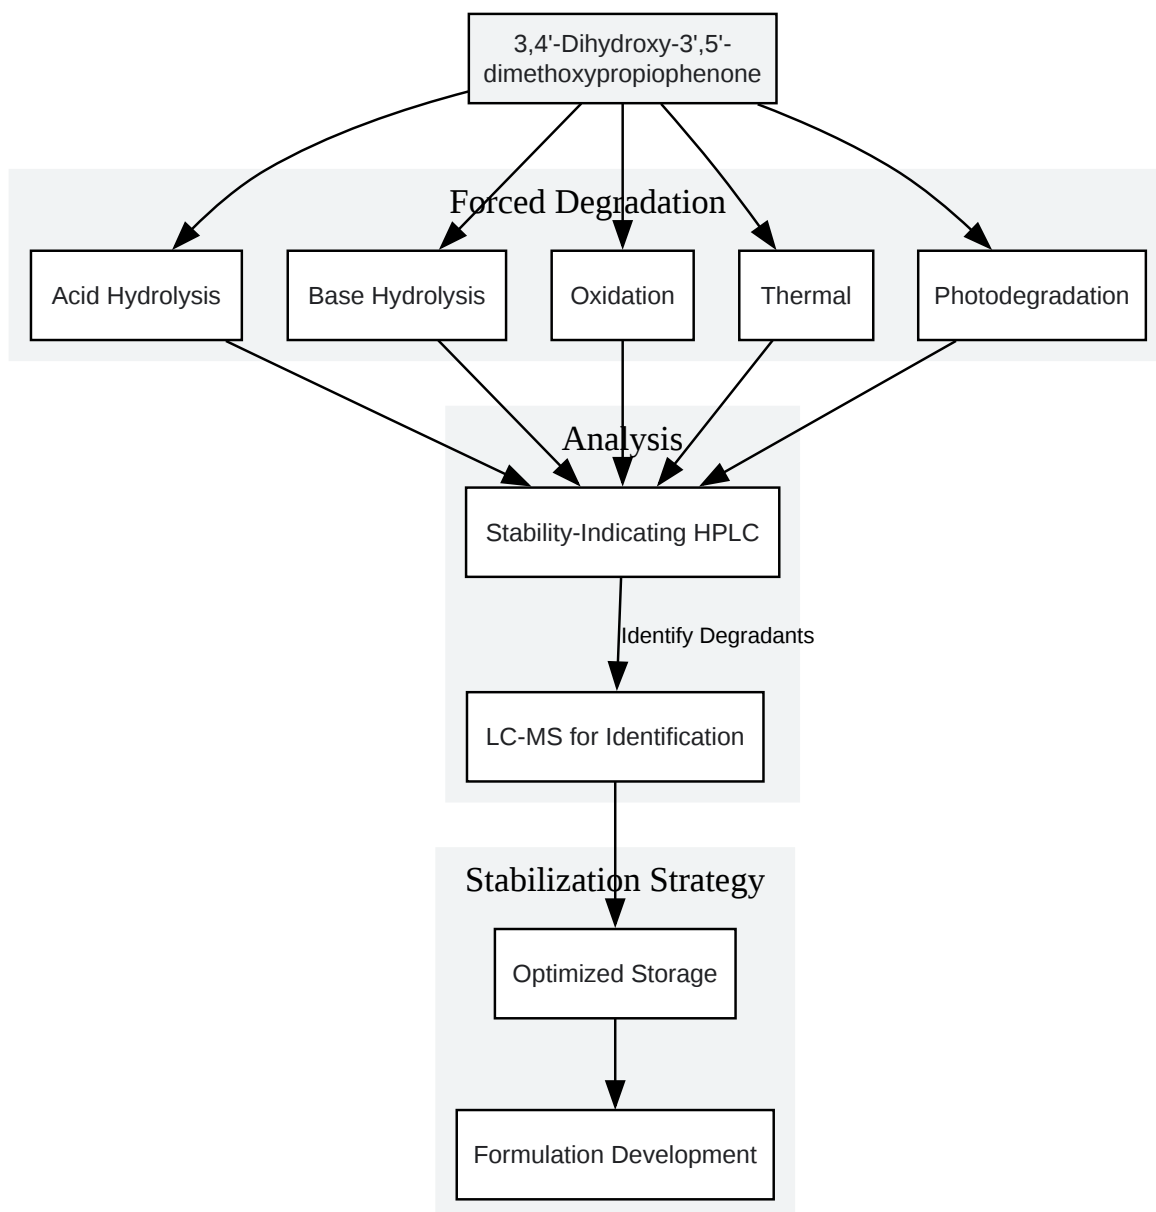 3,4'-Dihydroxy-3',5'-
dimethoxypropiophenone
Forced Degradation
Acid Hydrolysis
Base Hydrolysis
Oxidation
Thermal
Photodegradation
Analysis
Stability-Indicating HPLC
Identify Degradants
LC-MS for Identification
Stabilization Strategy
Optimized Storage
Formulation Development